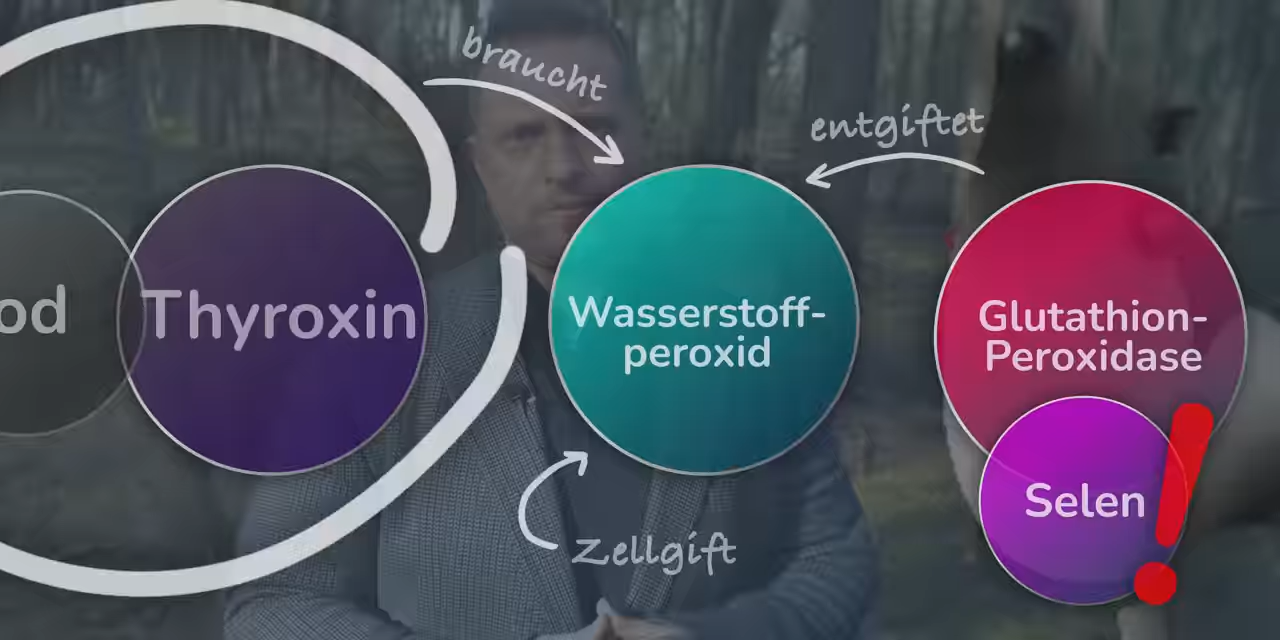 braucht
entgiftet
od
Thyroxin
Wasserstoff-
peroxid
Glutathion-
Peroxidase
Selen
Zellgift